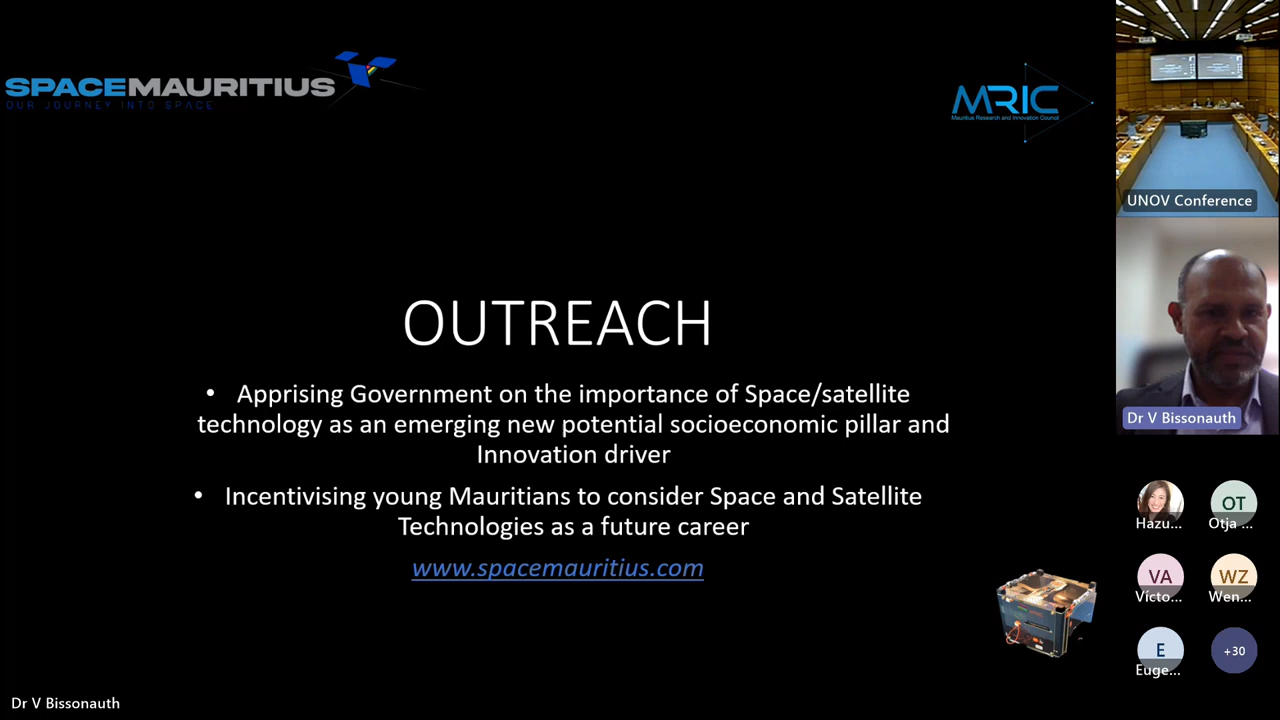 SPACEMAURITIUS
OUR JOURNEY INTO SPACE
MRIC
Mauritius Research and Innovation Council
OUTREACH
• Apprising Government on the importance of Space/satellite
technology as an emerging new potential socioeconomic pillar and
Innovation driver
• Incentivising young Mauritians to consider Space and Satellite
Technologies as a future career
www.spacemauritius.com
UNOV Conference
Dr V Bissonauth
Hazu...
OT
Otja ...
VA
Vícto...
WZ
Wen...
E
Euge...
+30
Dr V Bissonauth